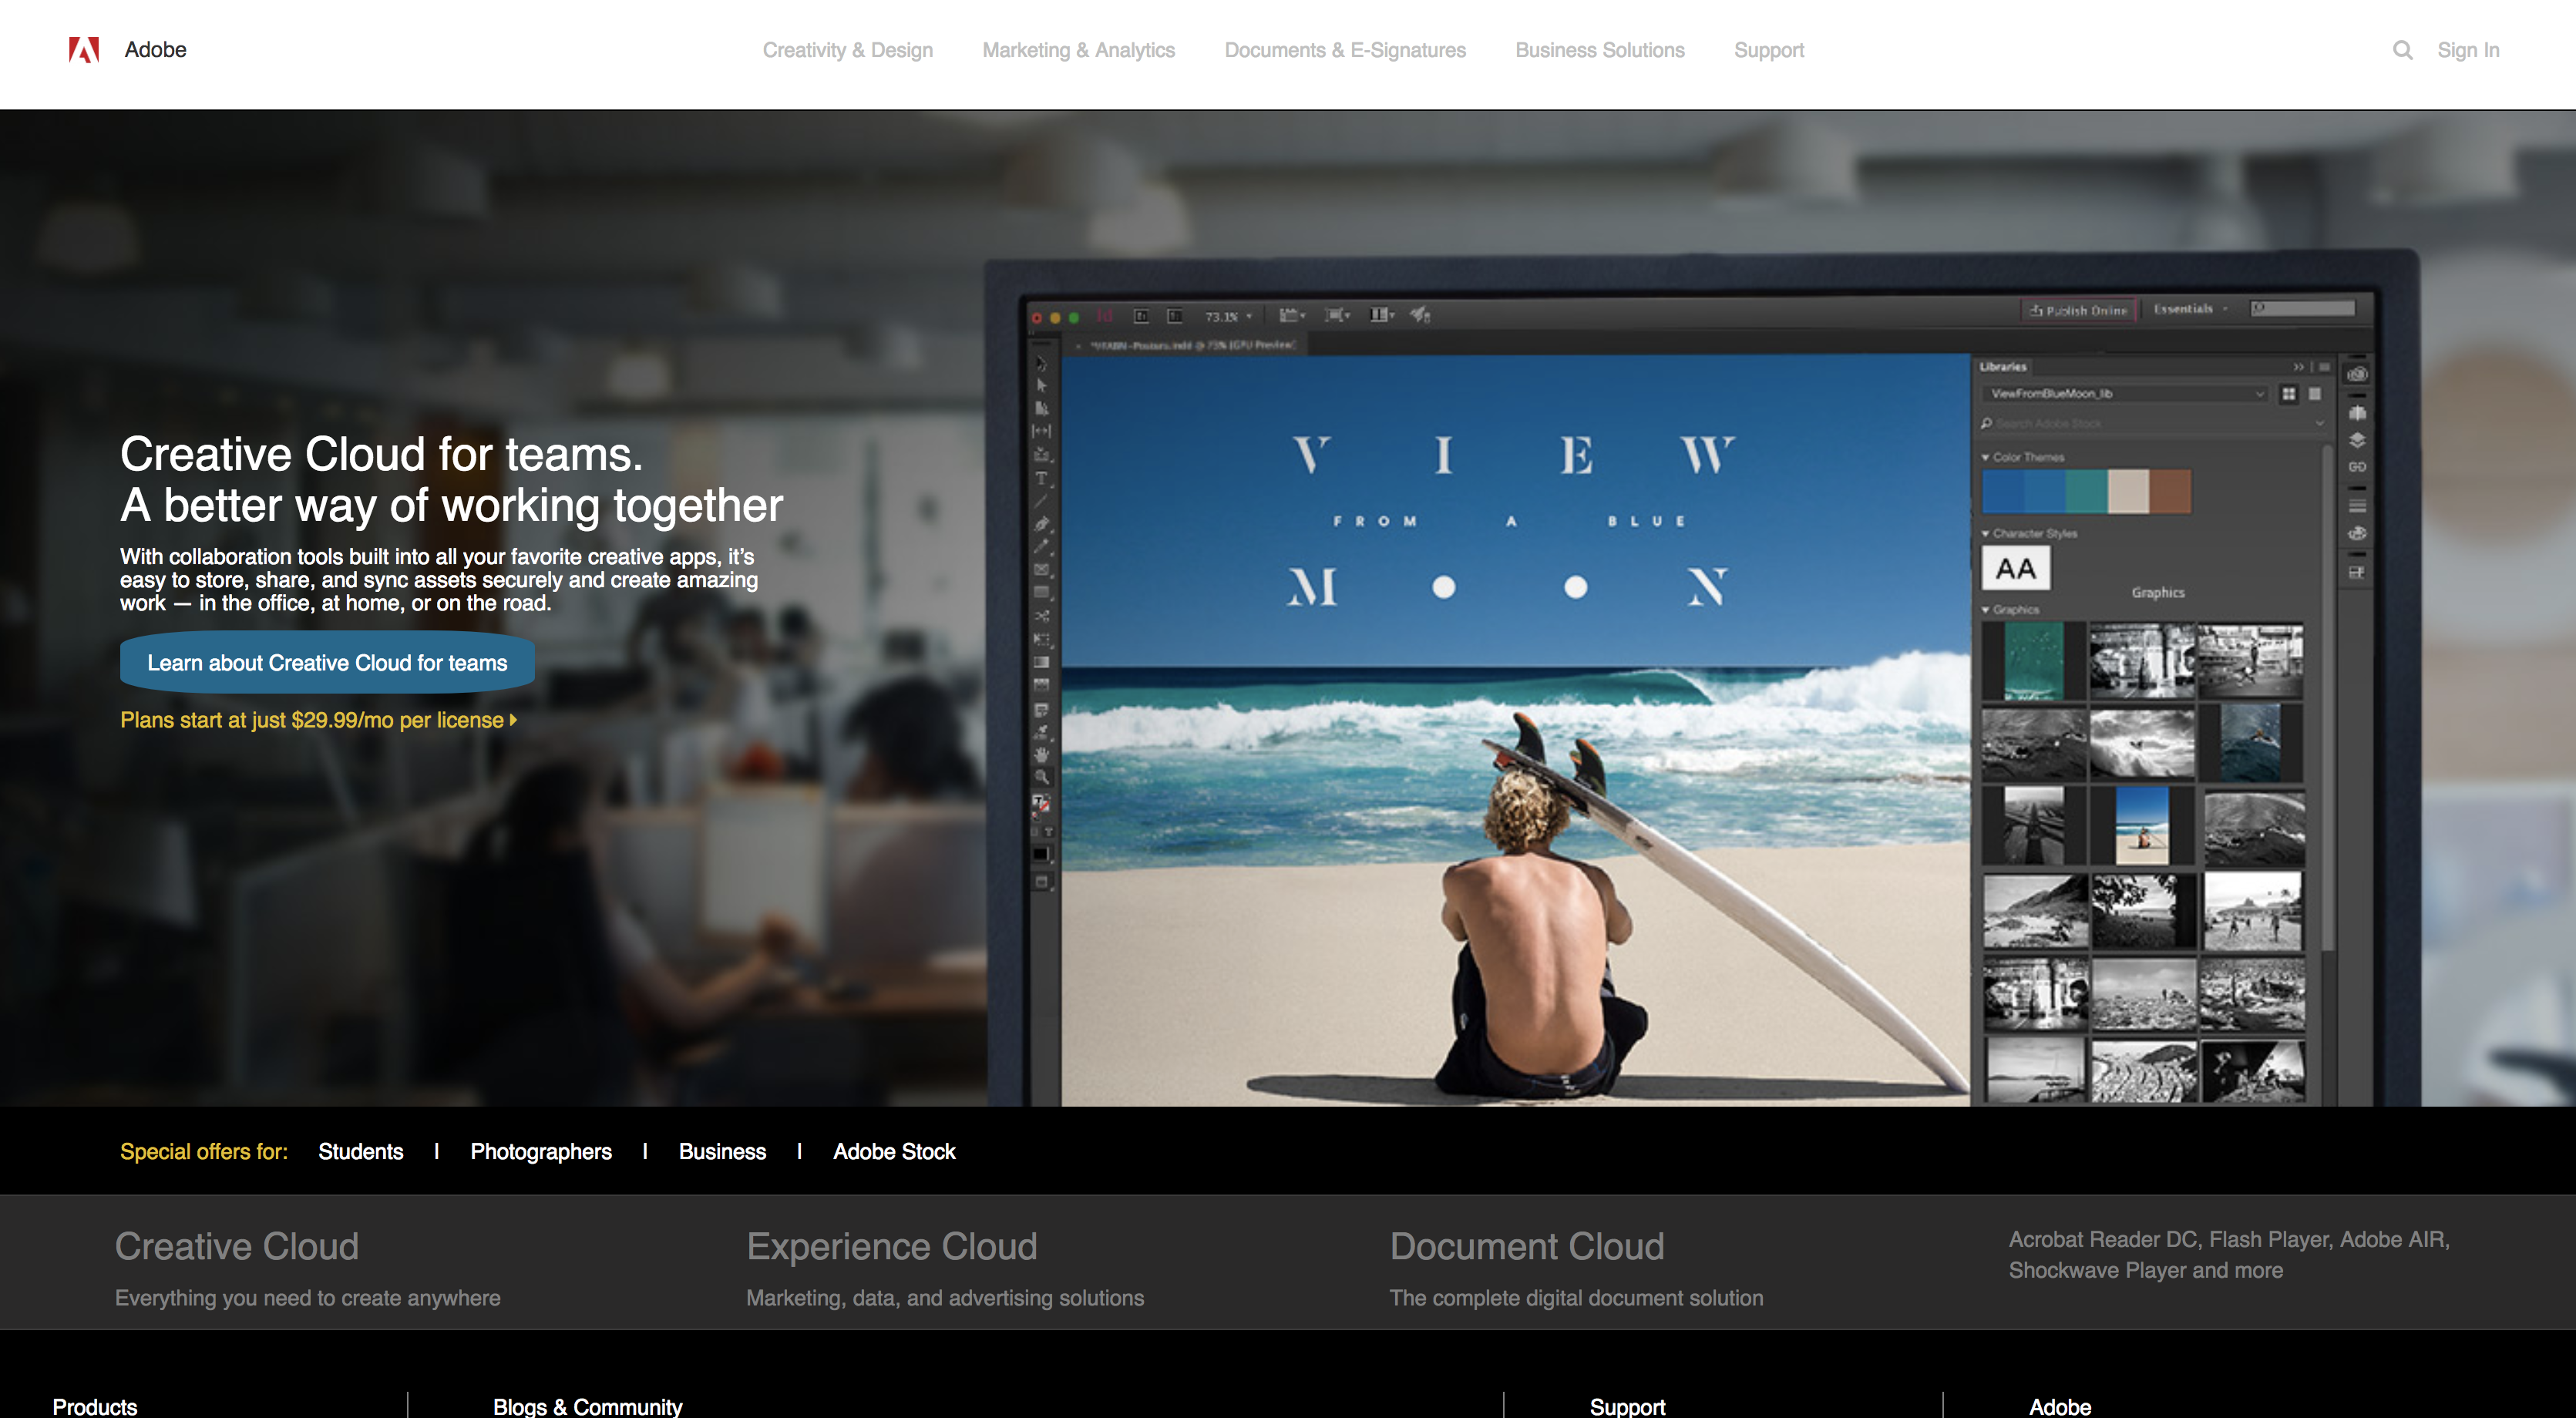 Adobe
Creativity & Design
Marketing & Analytics
Documents & E-Signatures
Business Solutions
Support
Sign In
73.1%
Publish Online
Essentials
Libraries
ViewFromBlueMoon_lib
Search Adobe Stock
Color Themes
Character Styles
AA
Graphics
Graphics
VIEW
FROM A BLUE
M●●N
Creative Cloud for teams.
A better way of working together
With collaboration tools built into all your favorite creative apps, it's
easy to store, share, and sync assets securely and create amazing
work — in the office, at home, or on the road.
Learn about Creative Cloud for teams
Plans start at just $29.99/mo per license
Special offers for: Students | Photographers | Business | Adobe Stock
Creative Cloud
Everything you need to create anywhere
Experience Cloud
Marketing, data, and advertising solutions
Document Cloud
The complete digital document solution
Acrobat Reader DC, Flash Player, Adobe AIR,
Shockwave Player and more
Products
Blogs & Community
Support
Adobe